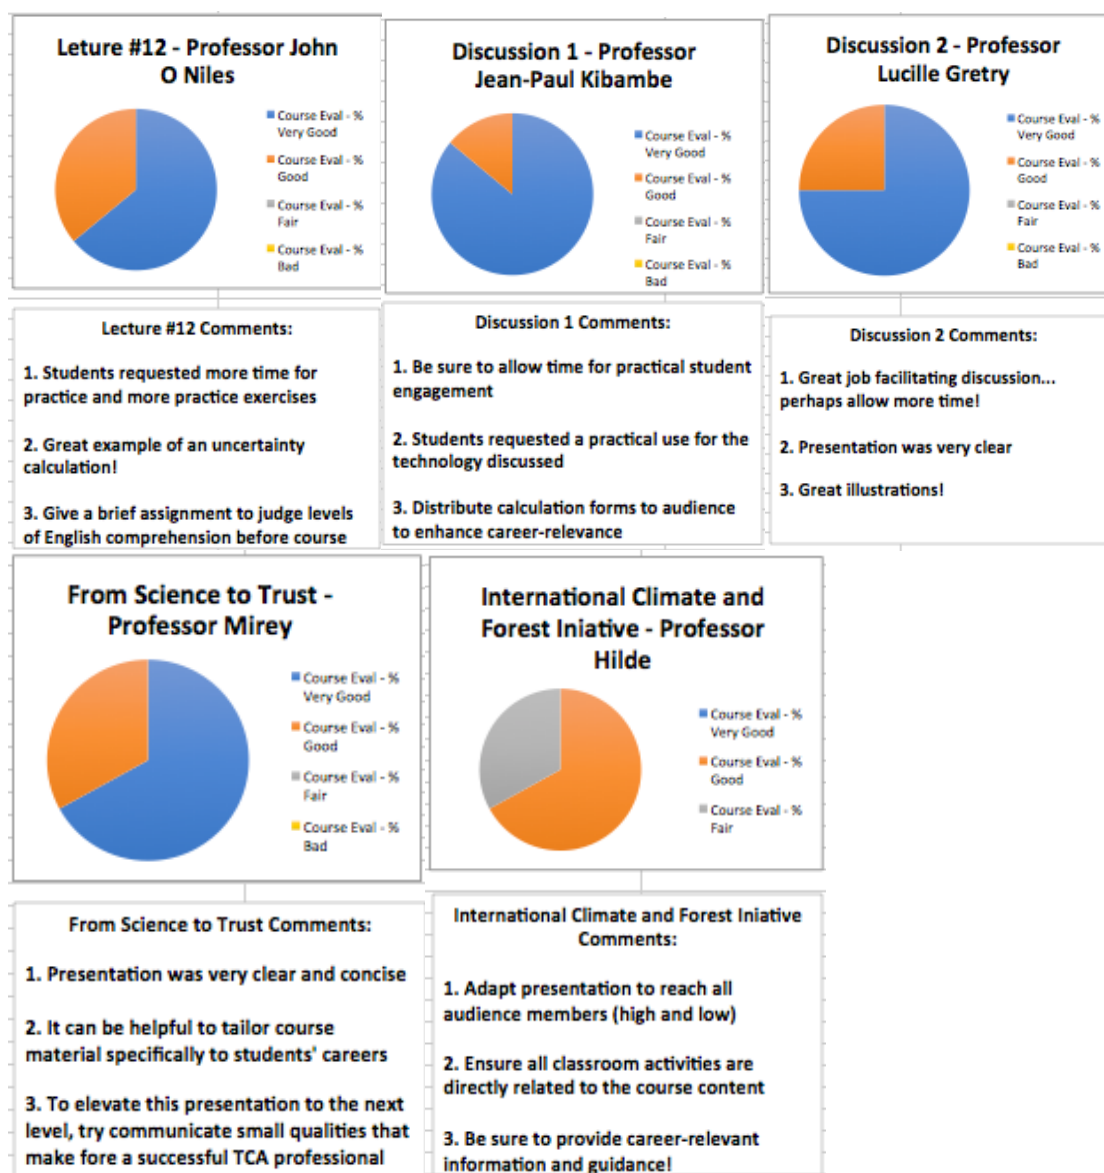 Leture #12 - Professor John
O Niles
Course Eval - %
Very Good
Course Eval - %
Good
Course Eval - %
Fair
Course Eval - %
Bad
Discussion 1 - Professor
Jean-Paul Kibambe
Course Eval - %
Very Good
Course Eval - %
Good
Course Eval - %
Fair
Course Eval - %
Bad
Discussion 2 - Professor
Lucille Gretry
Course Eval - %
Very Good
Course Eval - %
Good
Course Eval - %
Fair
Course Eval - %
Bad
Lecture #12 Comments:
1. Students requested more time for
practice and more practice exercises
2. Great example of an uncertainty
calculation!
3. Give a brief assignment to judge levels
of English comprehension before course
Discussion 1 Comments:
1. Be sure to allow time for practical student
engagement
2. Students requested a practical use for the
technology discussed
3. Distribute calculation forms to audience
to enhance career-relevance
Discussion 2 Comments:
1. Great job facilitating discussion...
perhaps allow more time!
2. Presentation was very clear
3. Great illustrations!
From Science to Trust -
Professor Mirey
Course Eval - %
Very Good
Course Eval - %
Good
Course Eval - %
Fair
Course Eval - %
Bad
International Climate and
Forest Iniative - Professor
Hilde
Course Eval - %
Very Good
Course Eval - %
Good
Course Eval - %
Fair
From Science to Trust Comments:
1. Presentation was very clear and concise
2. It can be helpful to tailor course
material specifically to students' careers
3. To elevate this presentation to the next
level, try communicate small qualities that
make fore a successful TCA professional
International Climate and Forest Iniative
Comments:
1. Adapt presentation to reach all
audience members (high and low)
2. Ensure all classroom activities are
directly related to the course content
3. Be sure to provide career-relevant
information and guidance!